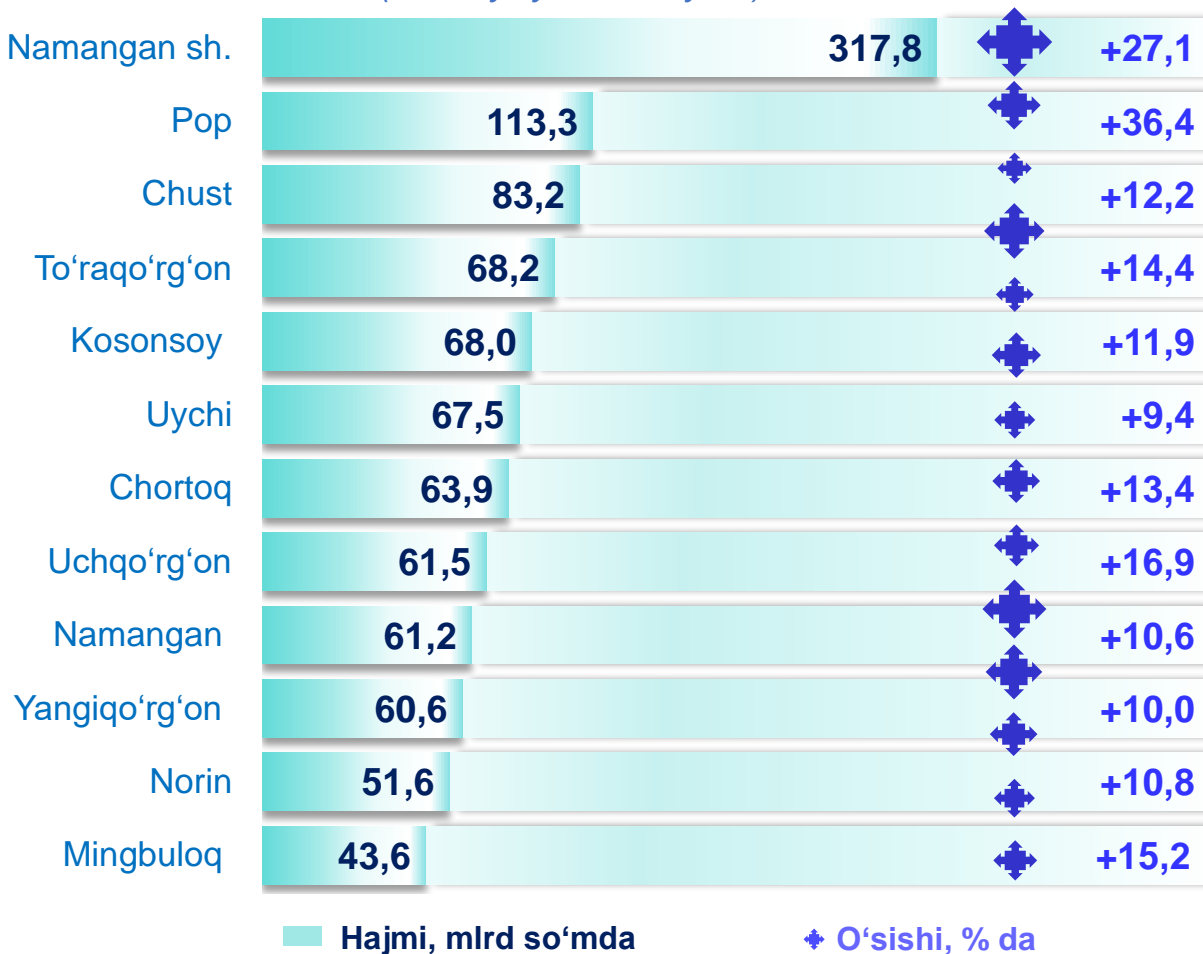 Namangan sh. 317,8 +27,1
Pop 113,3 +36,4
Chust 83,2 +12,2
To‘raqo‘rg‘on 68,2 +14,4
Kosonsoy 68,0 +11,9
Uychi 67,5 +9,4
Chortoq 63,9 +13,4
Uchqo‘rg‘on 61,5 +16,9
Namangan 61,2 +10,6
Yangiqo‘rg‘on 60,6 +10,0
Norin 51,6 +10,8
Mingbuloq 43,6 +15,2
Hajmi, mlrd so‘mda O‘sishi, % da